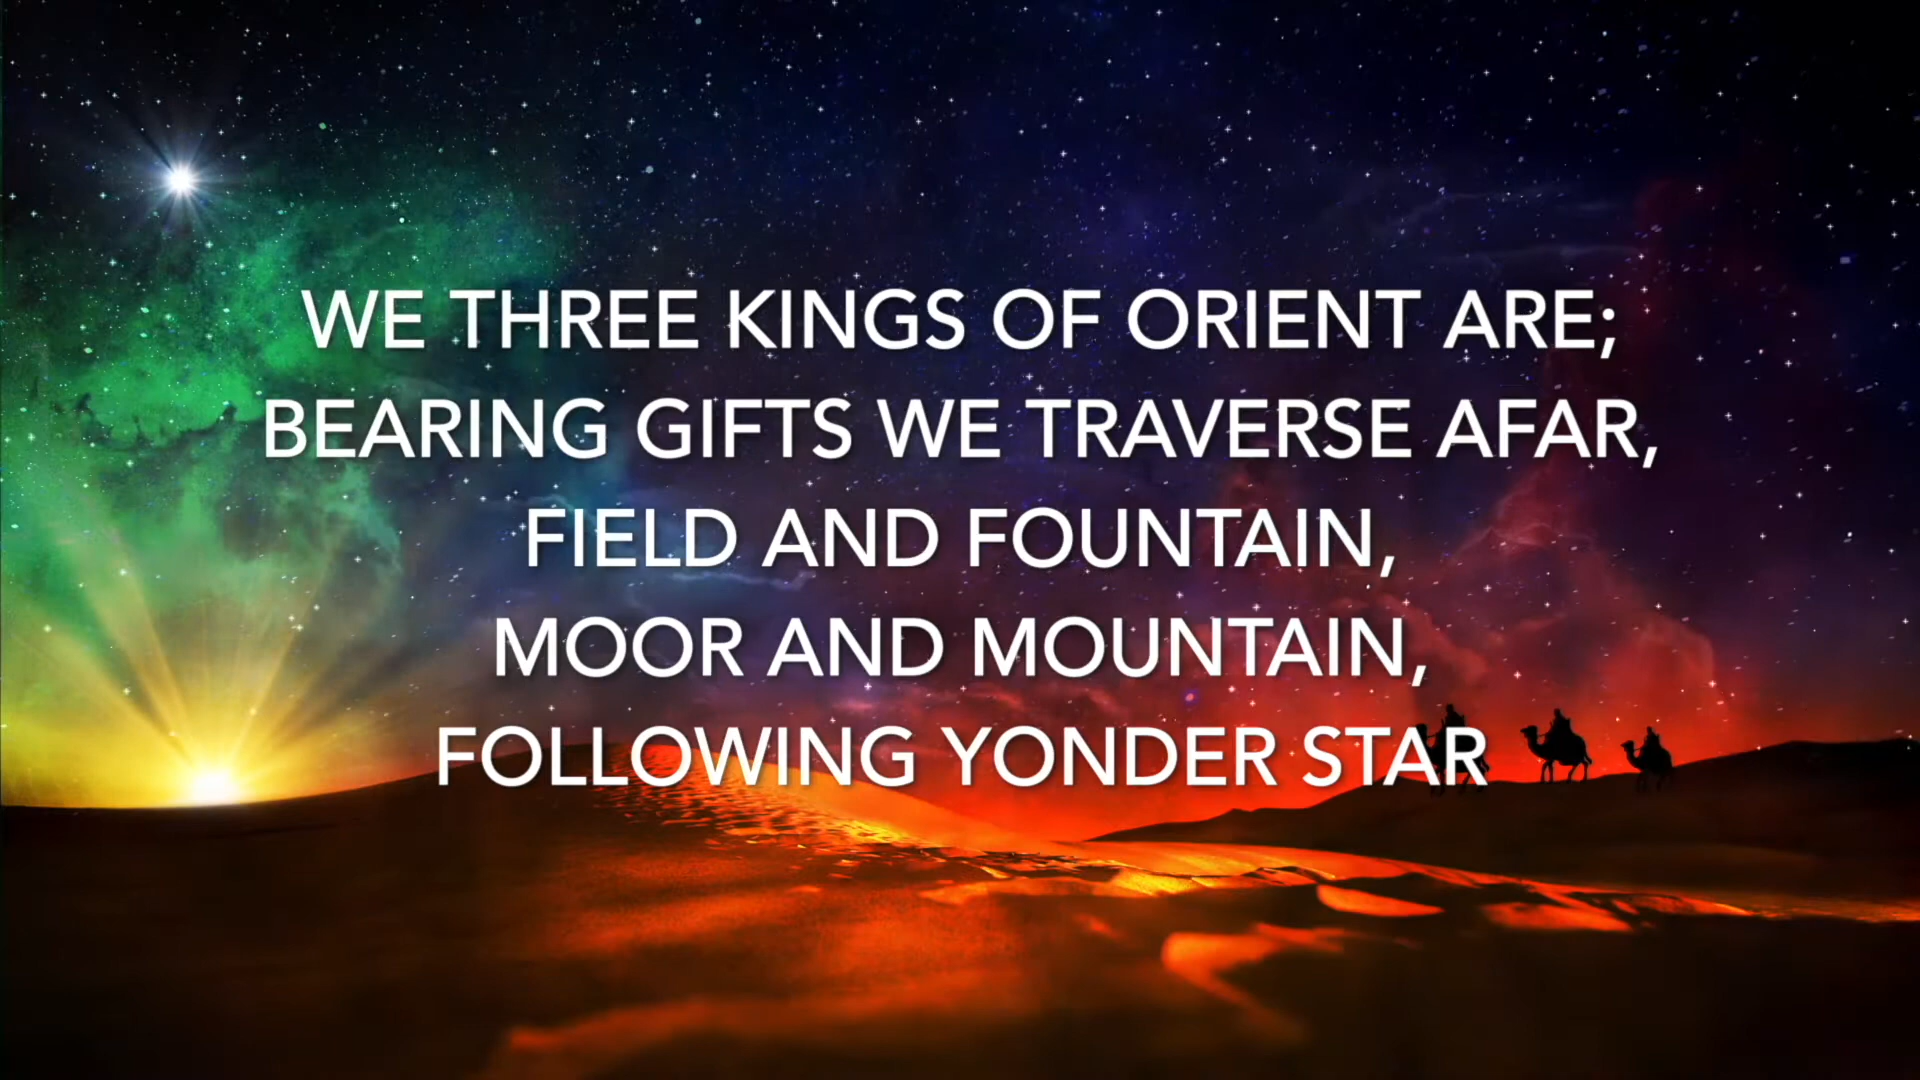 WE THREE KINGS OF ORIENT ARE;
BEARING GIFTS WE TRAVERSE AFAR,
FIELD AND FOUNTAIN,
MOOR AND MOUNTAIN,
FOLLOWING YONDER STAR